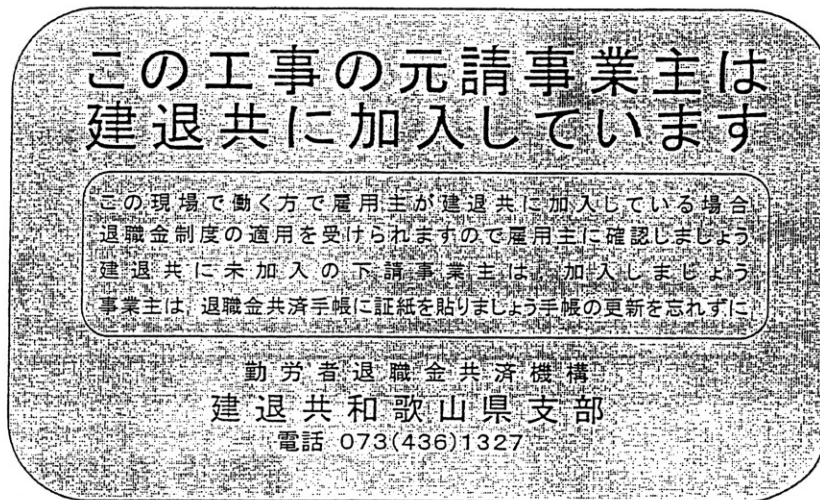 この工事の元請事業主は
建退共に加入しています
この現場で働く方で雇用主が建退共に加入している場合
退職金制度の適用を受けられますので雇用主に確認しましょう
建退共に未加入の下請事業主は、加入しましょう
事業主は、退職金共済手帳に証紙を貼りましょう手帳の更新を忘れずに
勤労者退職金共済機構
建退共和歌山県支部
電話 073(436)1327